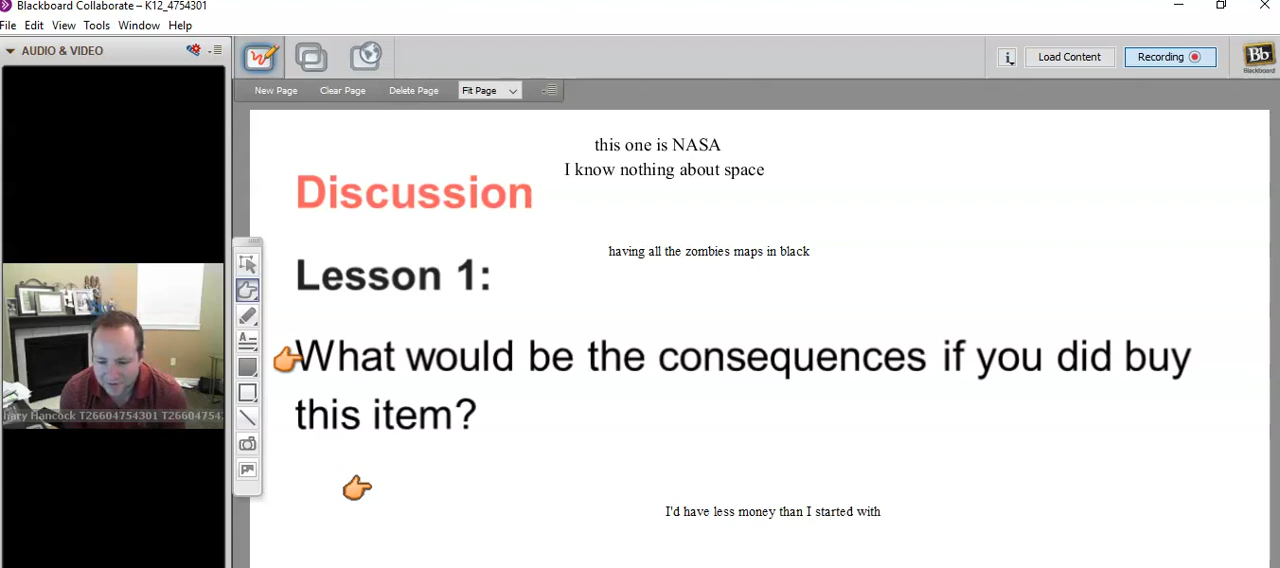 Blackboard Collaborate – K12_4754301
File Edit View Tools Window Help
AUDIO & VIDEO
Load Content
Recording
Bb
Blackboard
New Page Clear Page Delete Page Fit Page
this one is NASA
I know nothing about space
Discussion
having all the zombies maps in black
Lesson 1:
What would be the consequences if you did buy
this item?
Hancock T26604754301
I'd have less money than I started with